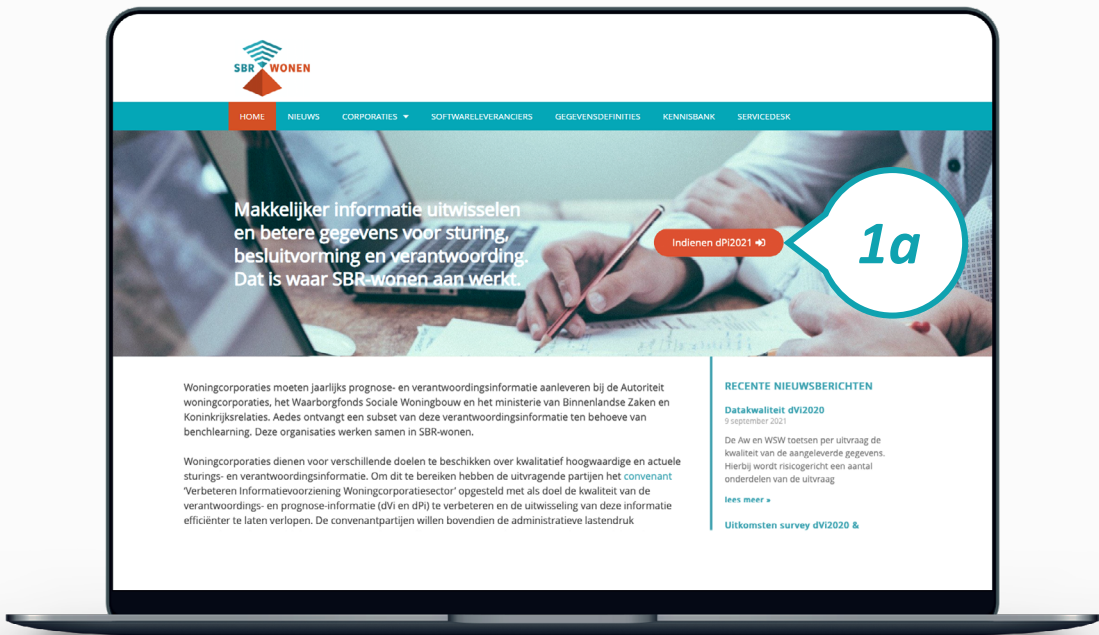 SBR WONEN
HOME NIEUWS CORPORATIES SOFTWARELEVERANCIERS GEGEVENSDEFINITIES KENNISBANK SERVICEDESK
Makkelijker informatie uitwisselen
en betere gegevens voor sturing,
besluitvorming en verantwoording.
Dat is waar SBR-wonen aan werkt.
Indienen dPi2021
1a
Woningcorporaties moeten jaarlijks prognose- en verantwoordingsinformatie aanleveren bij de Autoriteit
woningcorporaties, het Waarborgfonds Sociale Woningbouw en het ministerie van Binnenlandse Zaken en
Koninkrijksrelaties. Aedes ontvangt een subset van deze verantwoordingsinformatie ten behoeve van
benchlearning. Deze organisaties werken samen in SBR-wonen.
Woningcorporaties dienen voor verschillende doelen te beschikken over kwalitatief hoogwaardige en actuele
sturings- en verantwoordingsinformatie. Om dit te bereiken hebben de uitvragende partijen het convenant
‘Verbeteren Informatievoorziening Woningcorporatiesector’ opgesteld met als doel de kwaliteit van de
verantwoordings- en prognose-informatie (dVi en dPi) te verbeteren en de uitwisseling van deze informatie
efficiënter te laten verlopen. De convenantpartijen willen bovendien de administratieve lastendruk
RECENTE NIEUWSBERICHTEN
Datakwaliteit dVi2020
9 september 2021
De Aw en WSW toetsen per uitvraag de
kwaliteit van de aangeleverde gegevens.
Hierbij wordt risicogericht een aantal
onderdelen van de uitvraag
lees meer »
Uitkomsten survey dVi2020 &